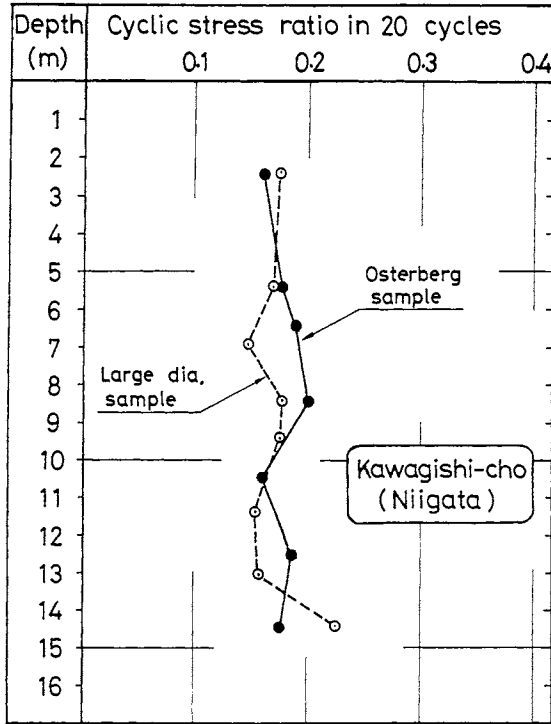 Depth
(m)
Cyclic stress ratio in 20 cycles
0.1 0.2 0.3 0.4
1
2
3
4
5
Osterberg
sample
6
7
Large dia,
sample
8
9
10
Kawagishi-cho
(Niigata)
11
12
13
14
15
16